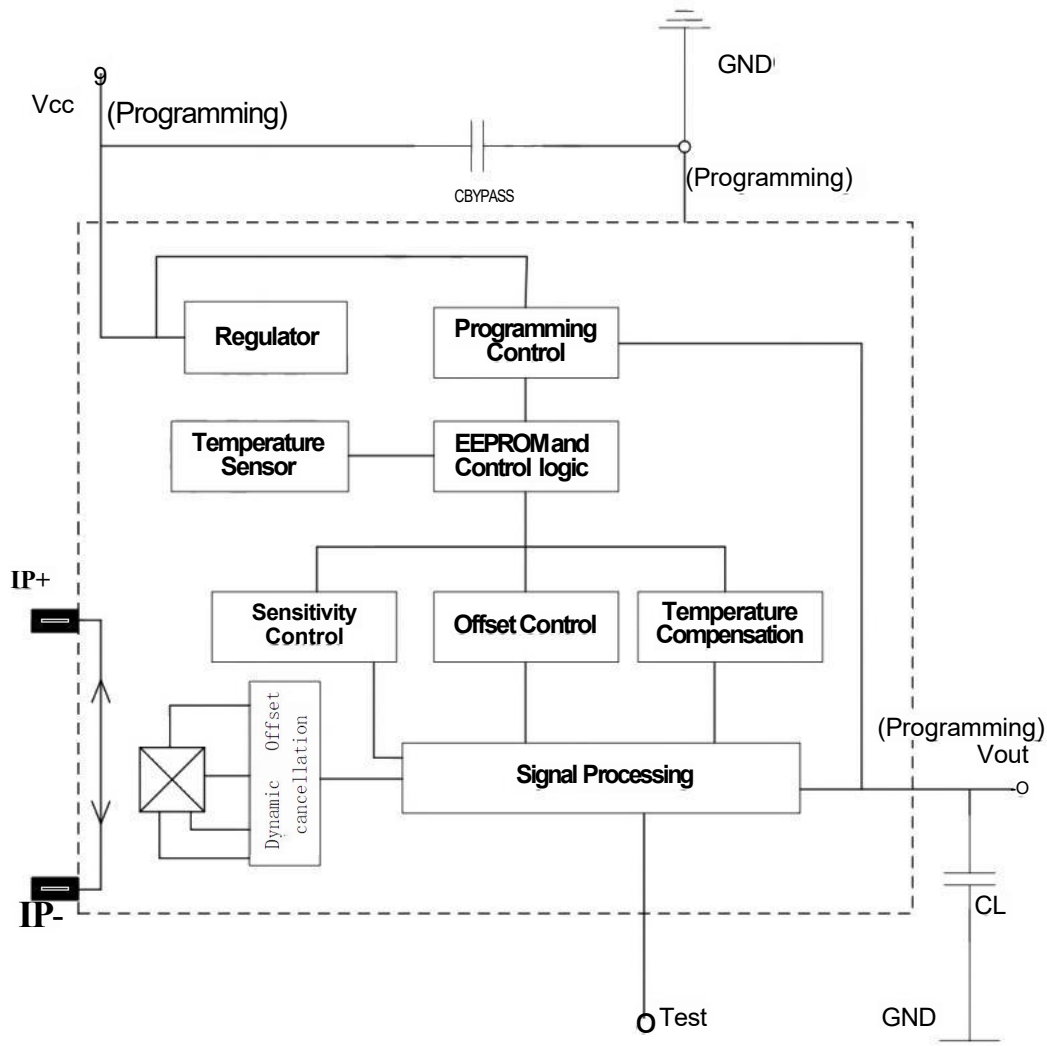 GND
9
Vcc
(Programming)
(Programming)
CBYPASS
Regulator
Programming
Control
Temperature
Sensor
EEPROM and
Control logic
IP+
Sensitivity
Control
Offset Control
Temperature
Compensation
Dynamic Offset
cancellation
Signal Processing
(Programming)
Vout
IP-
CL
Test
GND